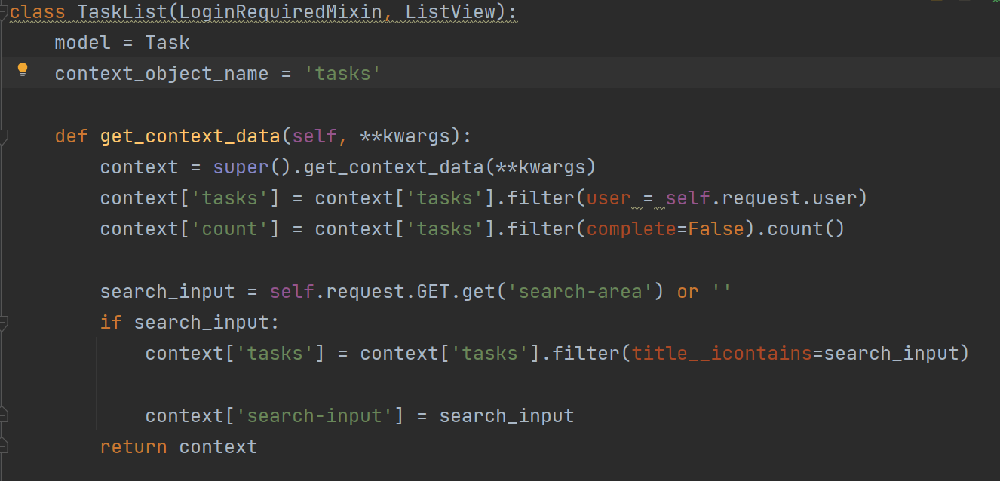 class TaskList(LoginRequiredMixin, ListView):
    model = Task
    context_object_name = 'tasks'

    def get_context_data(self, **kwargs):
        context = super().get_context_data(**kwargs)
        context['tasks'] = context['tasks'].filter(user = self.request.user)
        context['count'] = context['tasks'].filter(complete=False).count()

        search_input = self.request.GET.get('search-area') or ''
        if search_input:
            context['tasks'] = context['tasks'].filter(title__icontains=search_input)

            context['search-input'] = search_input
        return context